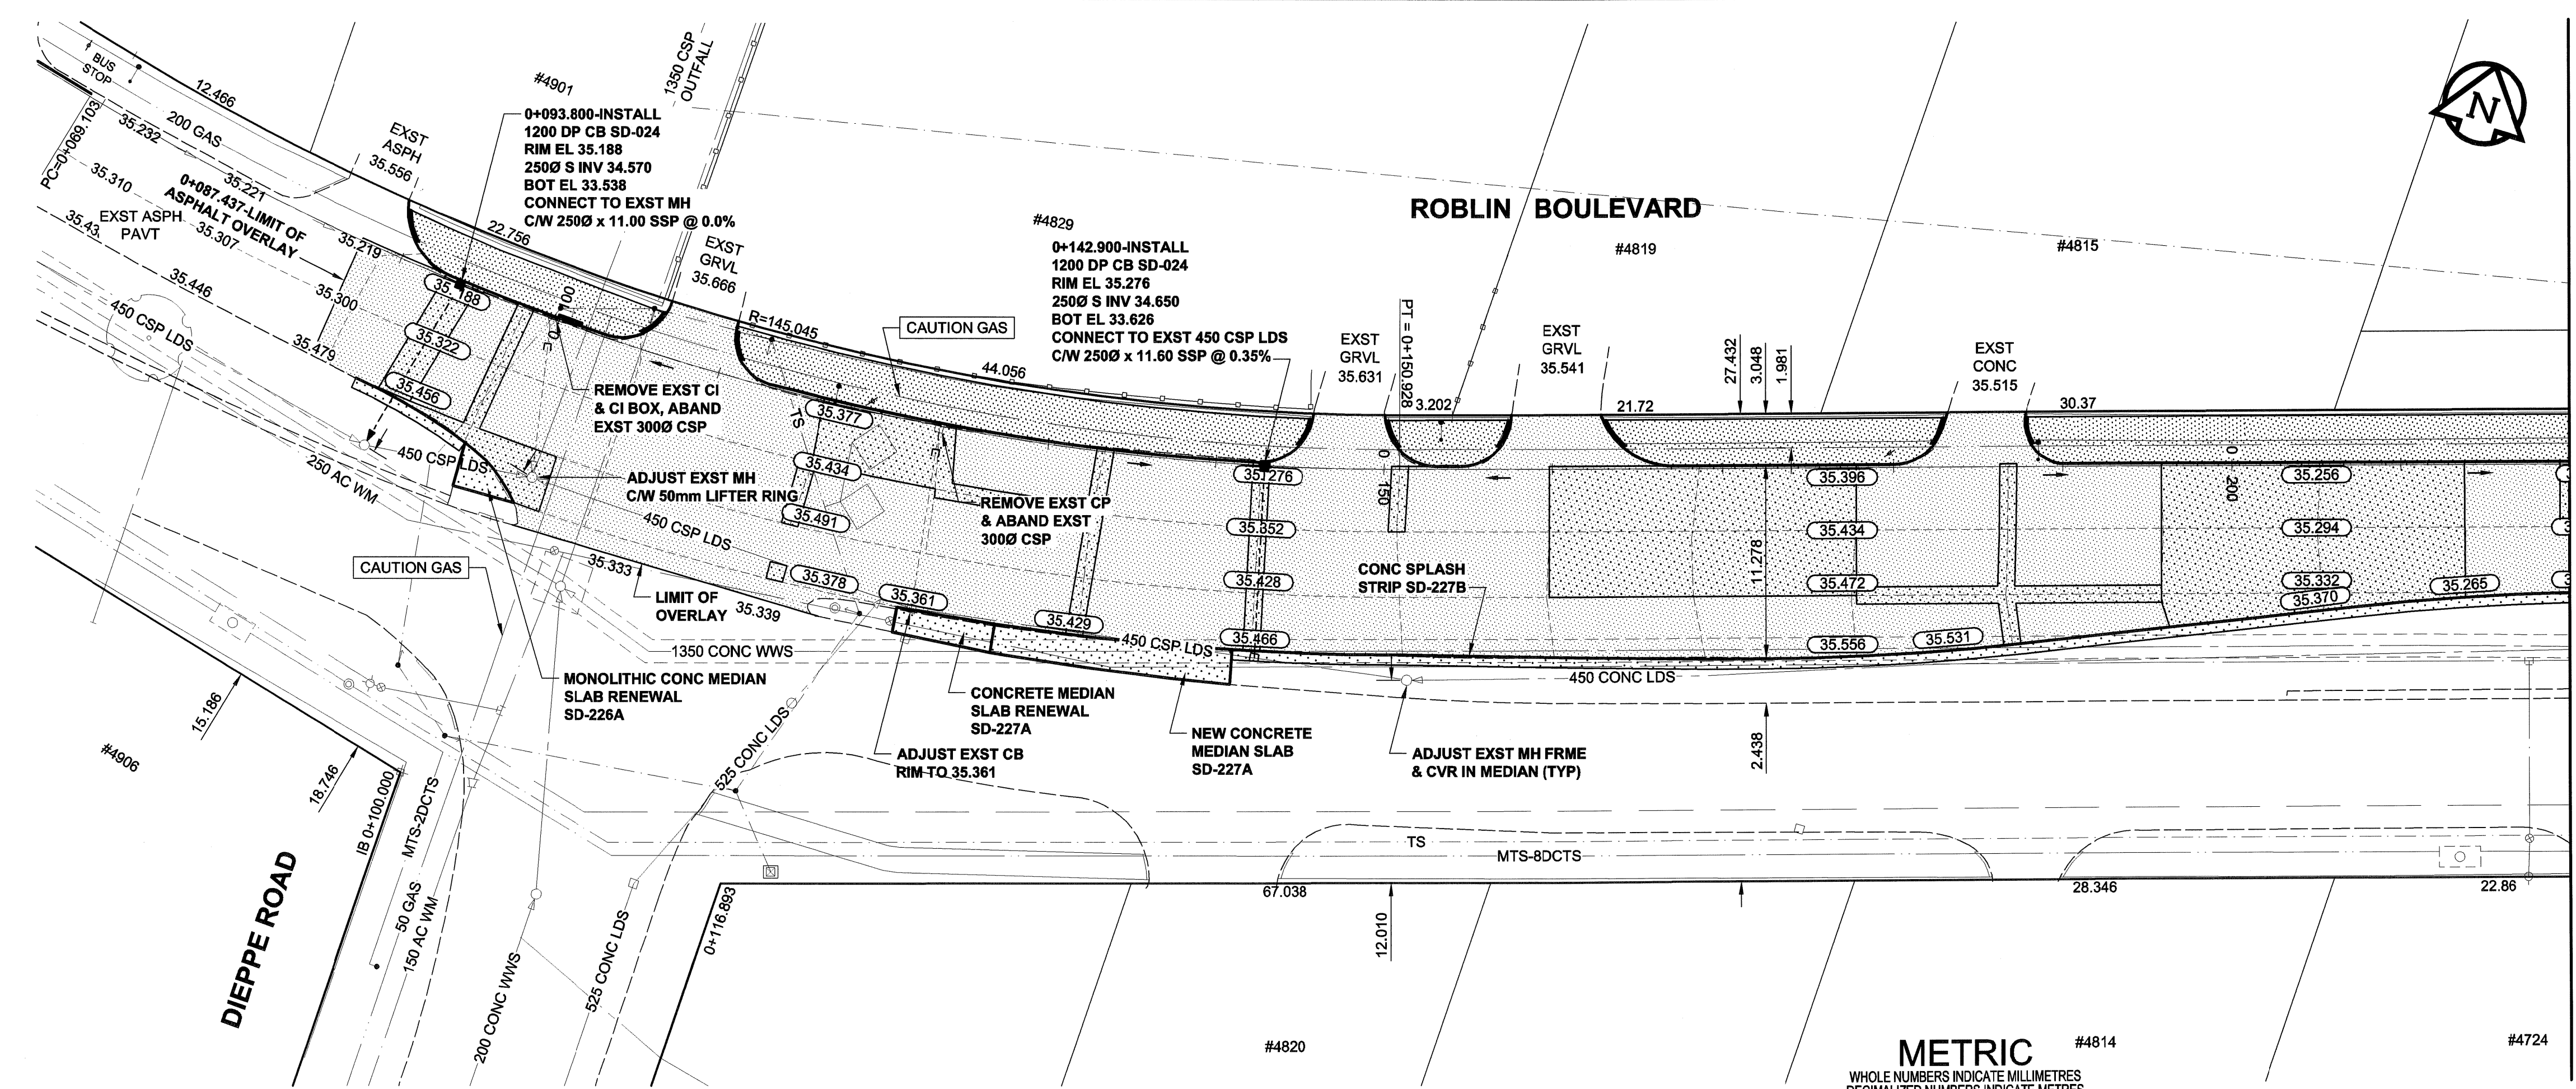 BUS
STOP
12.466
200 GAS
35.232
PC=0+069.103
35.310
35.221
0+087.437-LIMIT OF
ASPHALT OVERLAY
EXST ASPH
PAVT
35.307
35.219
35.446
35.300
450 CSP LDS
35.479
EXST
ASPH
35.556
#4901
1350 CSP
OUTFALL
0+093.800-INSTALL
1200 DP CB SD-024
RIM EL 35.188
250Ø S INV 34.570
BOT EL 33.538
CONNECT TO EXST MH
C/W 250Ø x 11.00 SSP @ 0.0%
22.756
EXST
GRVL
35.666
35.188
35.322
35.456
REMOVE EXST CI
& CI BOX, ABAND
EXST 300Ø CSP
R=145.045
CAUTION GAS
44.056
#4829
0+142.900-INSTALL
1200 DP CB SD-024
RIM EL 35.276
250Ø S INV 34.650
BOT EL 33.626
CONNECT TO EXST 450 CSP LDS
C/W 250Ø x 11.60 SSP @ 0.35%
ROBLIN BOULEVARD
#4819
#4815
N
EXST
GRVL
35.631
PT = 0+150.928
3.202
EXST
GRVL
35.541
21.72
27.432
3.048
1.981
EXST
CONC
35.515
30.37
TS
35.377
35.434
35.491
35.378
35.361
35.429
REMOVE EXST CP
& ABAND EXST
300Ø CSP
35.276
35.352
35.428
35.466
0
150
35.396
35.434
35.472
35.556
35.531
11.278
0
200
35.256
35.294
35.332
35.370
35.265
CONC SPLASH
STRIP SD-227B
450 CSP LDS
250 AC WM
ADJUST EXST MH
C/W 50mm LIFTER RING
450 CSP LDS
35.333
CAUTION GAS
LIMIT OF
OVERLAY
35.339
450 CSP LDS
1350 CONC WWS
450 CONC LDS
MONOLITHIC CONC MEDIAN
SLAB RENEWAL
SD-226A
CONCRETE MEDIAN
SLAB RENEWAL
SD-227A
ADJUST EXST CB
RIM TO 35.361
NEW CONCRETE
MEDIAN SLAB
SD-227A
ADJUST EXST MH FRME
& CVR IN MEDIAN (TYP)
2.438
525 CONC LDS
15.186
18.746
#4906
IB 0+100.000
MTS-2DCTS
50 GAS
150 AC WM
DIEPPE ROAD
200 CONC WWS
525 CONC LDS
0+116.893
TS
MTS-8DCTS
67.038
12.010
28.346
22.86
#4820
#4814
#4724
METRIC
WHOLE NUMBERS INDICATE MILLIMETRES
DECIMALIZED NUMBERS INDICATE METRES